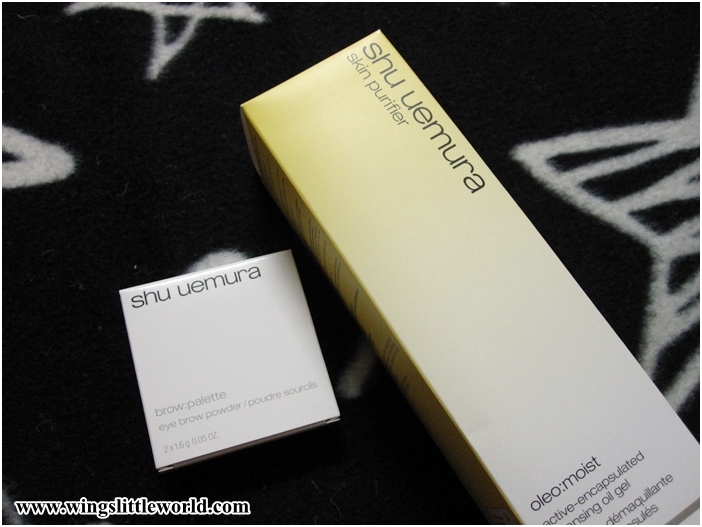 shu uemura
skin purifier
oleo:moist
active-encapsulated
nsing oil gel
démaquillante
shu uemura
brow:palette
eye brow powder / poudre sourcils
2 x 1.6 g 0.05 OZ.
www.wingslittleworld.com